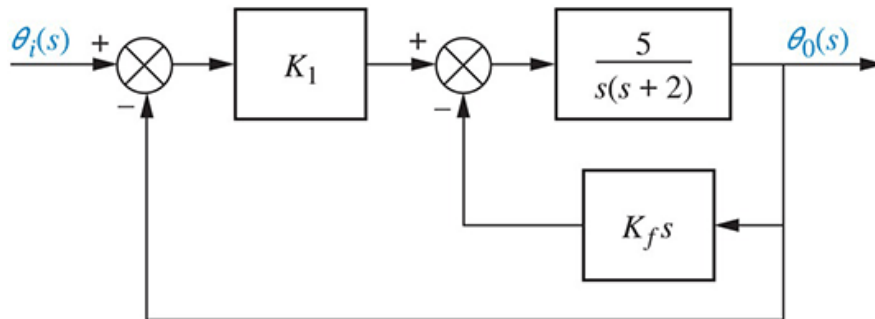 θi(s) + − K1 + − 5/s(s + 2) θ0(s)
Kf s